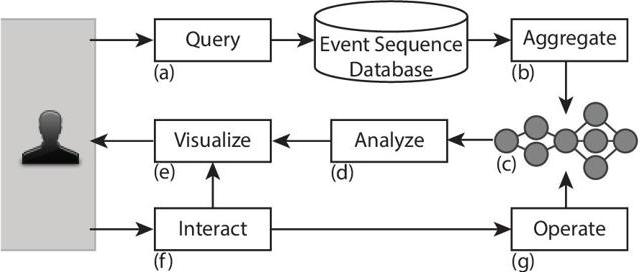 Query
(a)
Event Sequence
Database
Aggregate
(b)
Visualize
(e)
Analyze
(d)
(c)
Interact
(f)
Operate
(g)